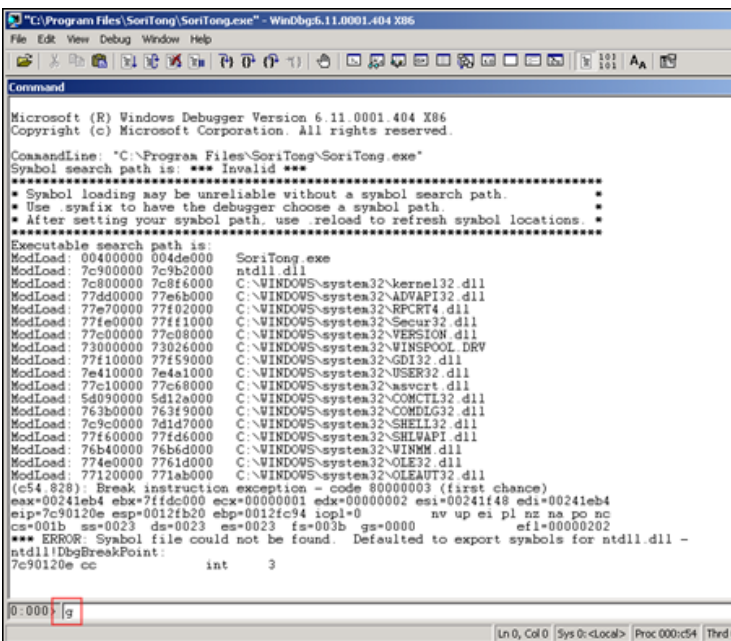 "C:\Program Files\SoriTong\SoriTong.exe" - WinDbg:6.11.0001.404 X86
File Edit View Debug Window Help
Command
Microsoft (R) Windows Debugger Version 6.11.0001.404 X86
Copyright (c) Microsoft Corporation. All rights reserved.
CommandLine: "C:\Program Files\SoriTong\SoriTong.exe"
Symbol search path is: *** Invalid ***
****************************************************************************
* Symbol loading may be unreliable without a symbol search path. *
* Use .symfix to have the debugger choose a symbol path. *
* After setting your symbol path, use .reload to refresh symbol locations. *
****************************************************************************
Executable search path is:
ModLoad: 00400000 004de000 SoriTong.exe
ModLoad: 7c900000 7c9b2000 ntdll.dll
ModLoad: 7c800000 7c8f6000 C:\WINDOWS\system32\kernel32.dll
ModLoad: 77dd0000 77e6b000 C:\WINDOWS\system32\ADVAPI32.dll
ModLoad: 77e70000 77f02000 C:\WINDOWS\system32\RPCRT4.dll
ModLoad: 77fe0000 77ff1000 C:\WINDOWS\system32\Secur32.dll
ModLoad: 77c00000 77c08000 C:\WINDOWS\system32\VERSION.dll
ModLoad: 73000000 73026000 C:\WINDOWS\system32\WINSPOOL.DRV
ModLoad: 77f10000 77f59000 C:\WINDOWS\system32\GDI32.dll
ModLoad: 7e410000 7e4a1000 C:\WINDOWS\system32\USER32.dll
ModLoad: 77c10000 77c68000 C:\WINDOWS\system32\msvcrt.dll
ModLoad: 5d090000 5d12a000 C:\WINDOWS\system32\COMCTL32.dll
ModLoad: 763b0000 763f9000 C:\WINDOWS\system32\COMDLG32.dll
ModLoad: 7c9c0000 7d1d7000 C:\WINDOWS\system32\SHELL32.dll
ModLoad: 77f60000 77fd6000 C:\WINDOWS\system32\SHLWAPI.dll
ModLoad: 76b40000 76b6d000 C:\WINDOWS\system32\WINMM.dll
ModLoad: 774e0000 7761d000 C:\WINDOWS\system32\OLE32.dll
ModLoad: 77120000 771ab000 C:\WINDOWS\system32\OLEAUT32.dll
(c54.828): Break instruction exception - code 80000003 (first chance)
eax=00241eb4 ebx=7ffdc000 ecx=00000001 edx=00000002 esi=00241f48 edi=00241eb4
eip=7c90120e esp=0012fb20 ebp=0012fc94 iopl=0 nv up ei pl nz na po nc
cs=001b ss=0023 ds=0023 es=0023 fs=003b gs=0000 efl=00000202
*** ERROR: Symbol file could not be found. Defaulted to export symbols for ntdll.dll -
ntdll!DbgBreakPoint:
7c90120e cc int 3
0:000> g
Ln 0, Col 0 Sys 0:<Local> Proc 000:c54 Thrd